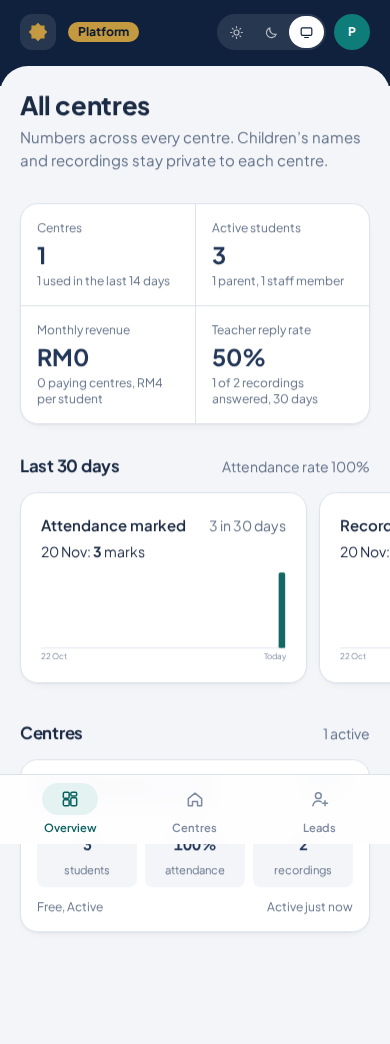 Platform
P
All centres
Numbers across every centre. Children's names
and recordings stay private to each centre.
Centres
1
1 used in the last 14 days
Active students
3
1 parent, 1 staff member
Monthly revenue
RM0
0 paying centres, RM4
per student
Teacher reply rate
50%
1 of 2 recordings
answered, 30 days
Last 30 days
Attendance rate 100%
Attendance marked
3 in 30 days
20 Nov: 3 marks
22 Oct
Today
20 Nov:
22 Oct
Centres
1 active
Overview
Centres
Leads
3
100%
2
students
attendance
recordings
Free, Active
Active just now